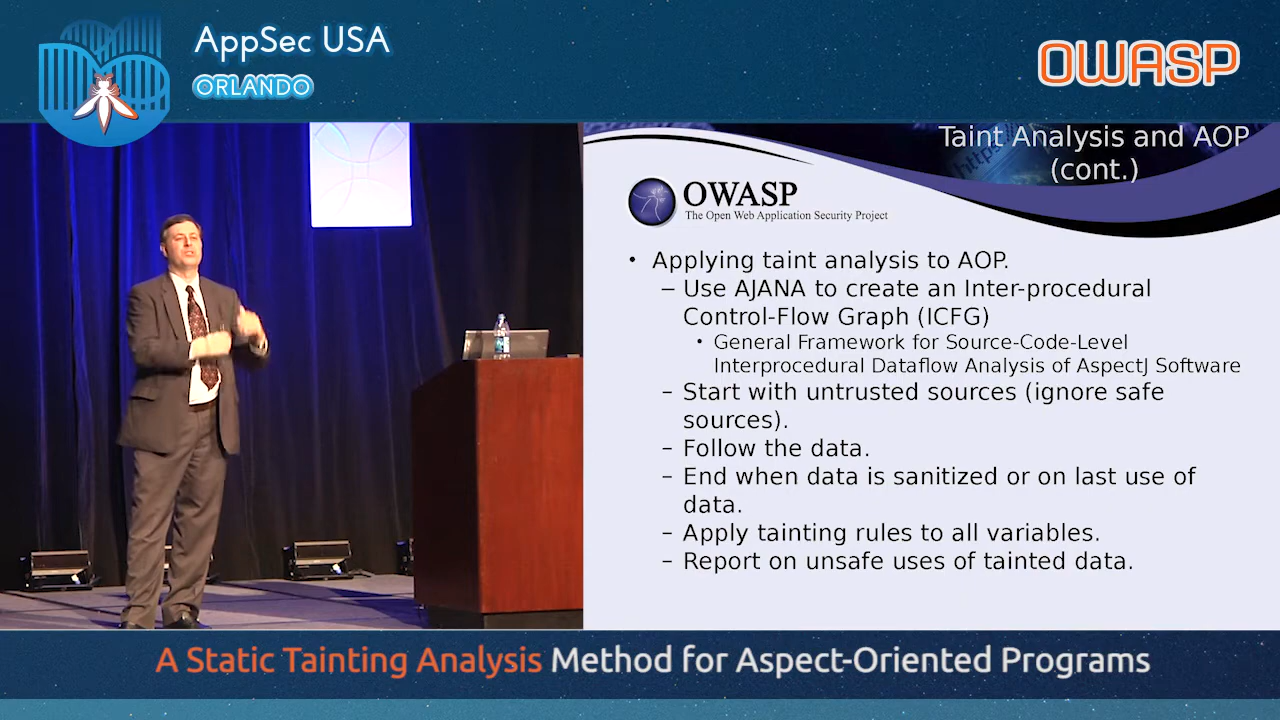 AppSec USA
ORLANDO
OWASP
Taint Analysis and AOP
(cont.)
OWASP
The Open Web Application Security Project
• Applying taint analysis to AOP.
– Use AJANA to create an Inter-procedural
Control-Flow Graph (ICFG)
• General Framework for Source-Code-Level
Interprocedural Dataflow Analysis of AspectJ Software
– Start with untrusted sources (ignore safe
sources).
– Follow the data.
– End when data is sanitized or on last use of
data.
– Apply tainting rules to all variables.
– Report on unsafe uses of tainted data.
A Static Tainting Analysis Method for Aspect-Oriented Programs